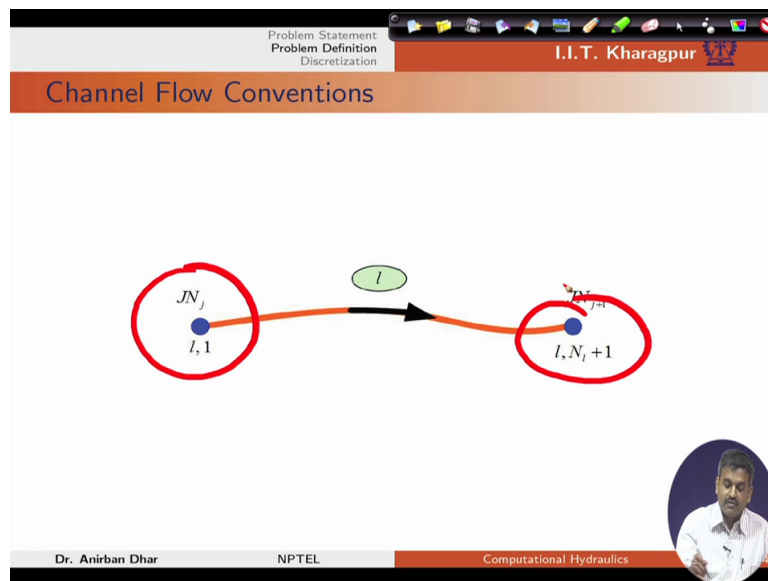 Problem Statement
Problem Definition
Discretization
I.I.T. Kharagpur
Channel Flow Conventions
l
JN_j
JN_{j+1}
l, 1
l, N_l + 1
Dr. Anirban Dhar
NPTEL
Computational Hydraulics